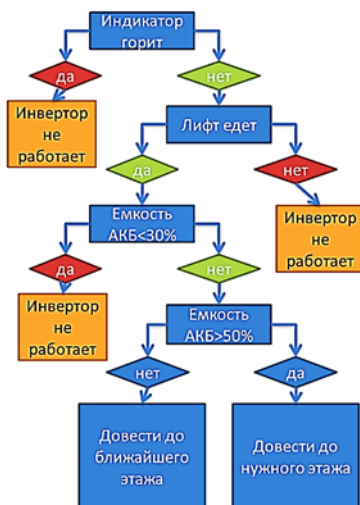 Индикатор
горит
да
нет
Инвертор
не
работает
Лифт едет
да
нет
Емкость
АКБ<30%
Инвертор
не
работает
да
нет
Инвертор
не
работает
Емкость
АКБ>50%
нет
да
Довести до
ближайшего
этажа
Довести до
нужного этажа